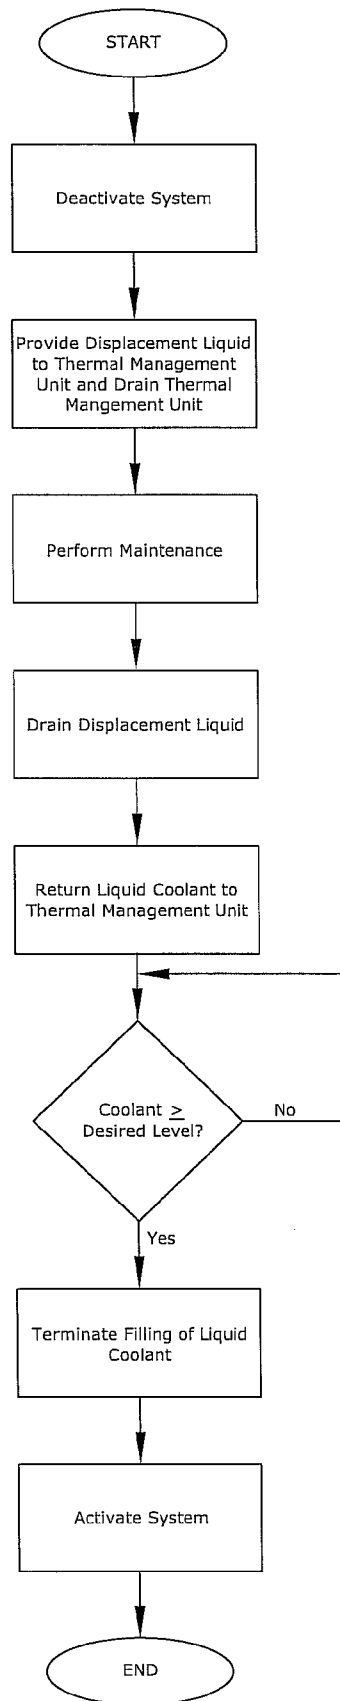 START
Deactivate System
Provide Displacement Liquid
to Thermal Management
Unit and Drain Thermal
Mangement Unit
Perform Maintenance
Drain Displacement Liquid
Return Liquid Coolant to
Thermal Management Unit
Coolant ≥
Desired Level?
No
Yes
Terminate Filling of Liquid
Coolant
Activate System
END